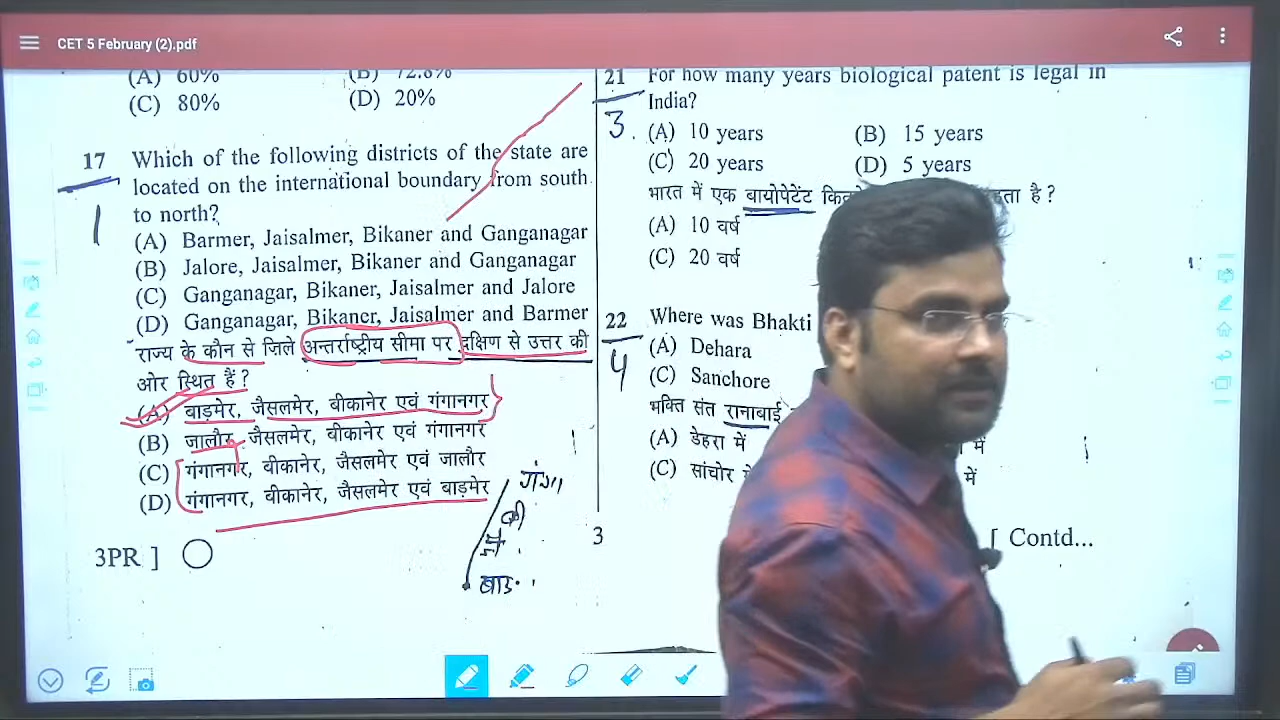 CET 5 February (2).pdf
(A) 60%
(B) 72.8%
(C) 80%
(D) 20%
17 Which of the following districts of the state are
located on the international boundary from south
to north?
1
(A) Barmer, Jaisalmer, Bikaner and Ganganagar
(B) Jalore, Jaisalmer, Bikaner and Ganganagar
(C) Ganganagar, Bikaner, Jaisalmer and Jalore
(D) Ganganagar, Bikaner, Jaisalmer and Barmer
राज्य के कौन से जिले अन्तर्राष्ट्रीय सीमा पर दक्षिण से उत्तर की
ओर स्थित हैं?
(A) बाड़मेर, जैसलमेर, बीकानेर एवं गंगानगर
(B) जालौर, जैसलमेर, बीकानेर एवं गंगानगर
(C) गंगानगर, बीकानेर, जैसलमेर एवं जालौर
(D) गंगानगर, बीकानेर, जैसलमेर एवं बाड़मेर
गंगा
बी
जै.
बाड..
3PR ]
3
21 For how many years biological patent is legal in
India?
3.
(A) 10 years
(B) 15 years
(C) 20 years
(D) 5 years
भारत में एक बायोपेटेंट है ?
(A) 10 वर्ष
(C) 20 वर्ष
22 Where was Bhakti
4
(A) Dehara
(C) Sanchore
भक्ति संत रानाबाई
(A) डेहरा में
में
(C) सांचोर
में
[ Contd...